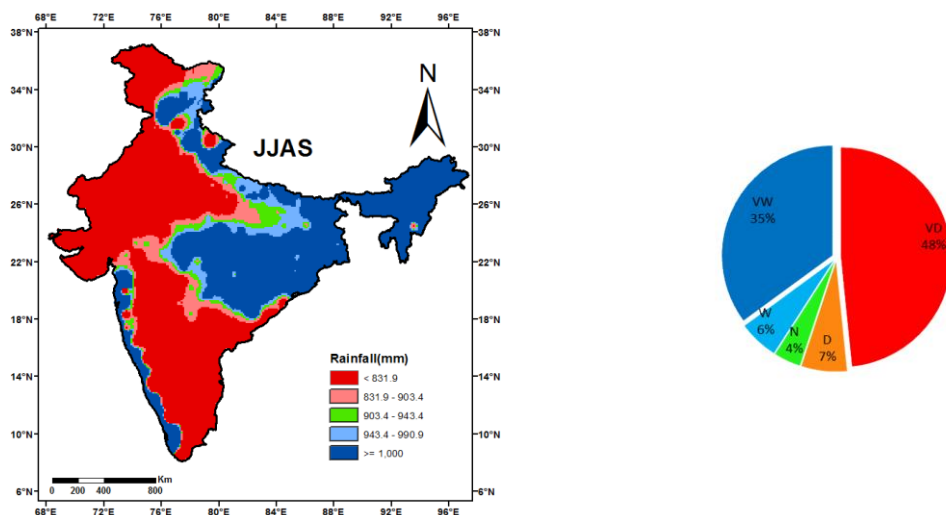 68°E 72°E 76°E 80°E 84°E 88°E 92°E 96°E
38°N 38°N
34°N 34°N
30°N 30°N
26°N 26°N
22°N 22°N
18°N 18°N
14°N 14°N
10°N 10°N
6°N 6°N
N
JJAS
Rainfall(mm)
< 831.9
831.9 - 903.4
903.4 - 943.4
943.4 - 990.9
>= 1,000
Km
0 200 400 800
68°E 72°E 76°E 80°E 84°E 88°E 92°E 96°E
VW
35%
VD
48%
W
6%
N
4%
D
7%